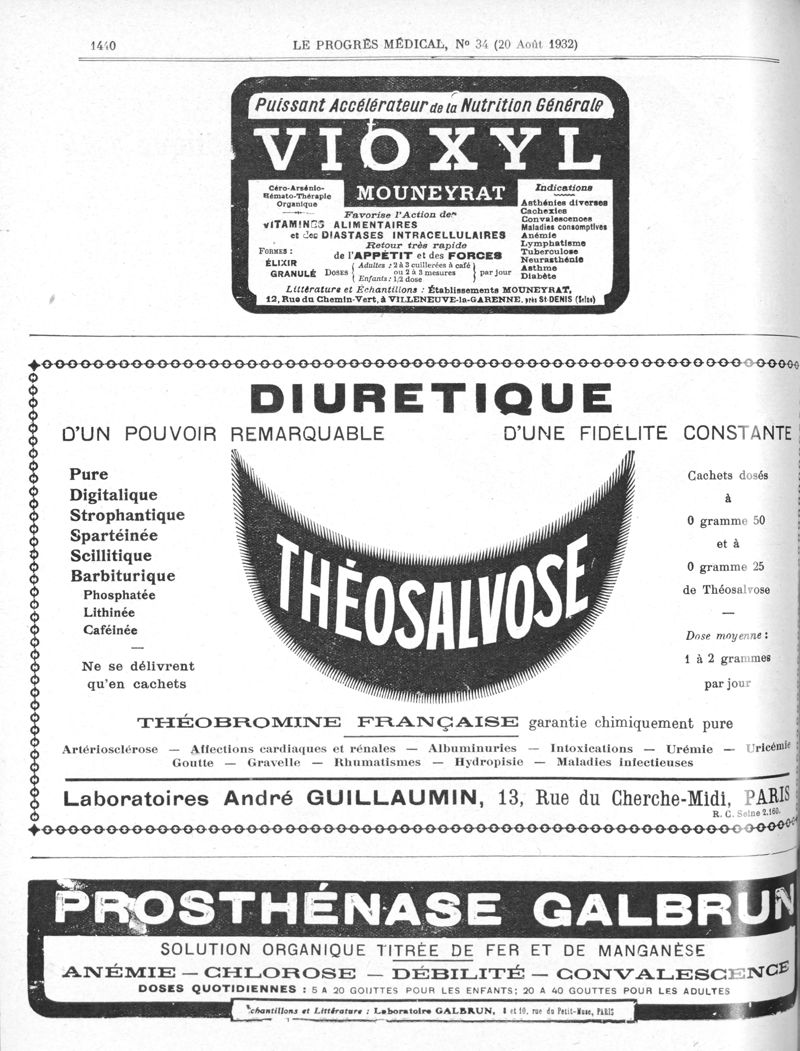 1440
LE PROGRÈS MÉDICAL, No 34 (20 Août 1932)
Puissant Accélérateur de la Nutrition Générale
VIOXYL
MOUNEYRAT
Céro-Arsénio-
Hémato-Thérapie
Organique
Favorise l'Action des
VITAMINES ALIMENTAIRES
et des DIASTASES INTRACELLULAIRES
Retour très rapide
de l'APPÉTIT et des FORCES
FORMES :
ÉLIXIR
GRANULÉ
DOSES
Adultes : 2 à 3 cuillerées à café
ou 2 à 3 mesures
Enfants : 1/2 dose
par jour
Indications
Asthénies diverses
Cachexies
Convalescences
Maladies consomptives
Anémie
Lymphatisme
Tuberculose
Neurasthénie
Asthme
Diabète
Littérature et Échantillons : Établissements MOUNEYRAT,
12, Rue du Chemin-Vert, à VILLENEUVE-la-GARENNE, près St-DENIS (Seine)
DIURETIQUE
D'UN POUVOIR REMARQUABLE
D'UNE FIDELITE CONSTANTE
Pure
Digitalique
Strophantique
Spartéinée
Scillitique
Barbiturique
Phosphatée
Lithinée
Caféinée
—
Ne se délivrent
qu'en cachets
THÉOSALVOSE
Cachets dosés
à
0 gramme 50
et à
0 gramme 25
de Théosalvose
—
Dose moyenne :
1 à 2 grammes
par jour
THÉOBROMINE FRANÇAISE garantie chimiquement pure
Artériosclérose — Affections cardiaques et rénales — Albuminuries — Intoxications — Urémie — Uricémie
Goutte — Gravelle — Rhumatismes — Hydropisie — Maladies infectieuses
Laboratoires André GUILLAUMIN, 13, Rue du Cherche-Midi, PARIS
R. C. Seine 2.160.
PROSTHÉNASE GALBRUN
SOLUTION ORGANIQUE TITRÉE DE FER ET DE MANGANÈSE
ANÉMIE — CHLOROSE — DÉBILITÉ — CONVALESCENCE
DOSES QUOTIDIENNES : 5 A 20 GOUTTES POUR LES ENFANTS; 20 A 40 GOUTTES POUR LES ADULTES
Échantillons et Littérature : Laboratoire GALBRUN, 8 et 10, rue du Petit-Musc, PARIS